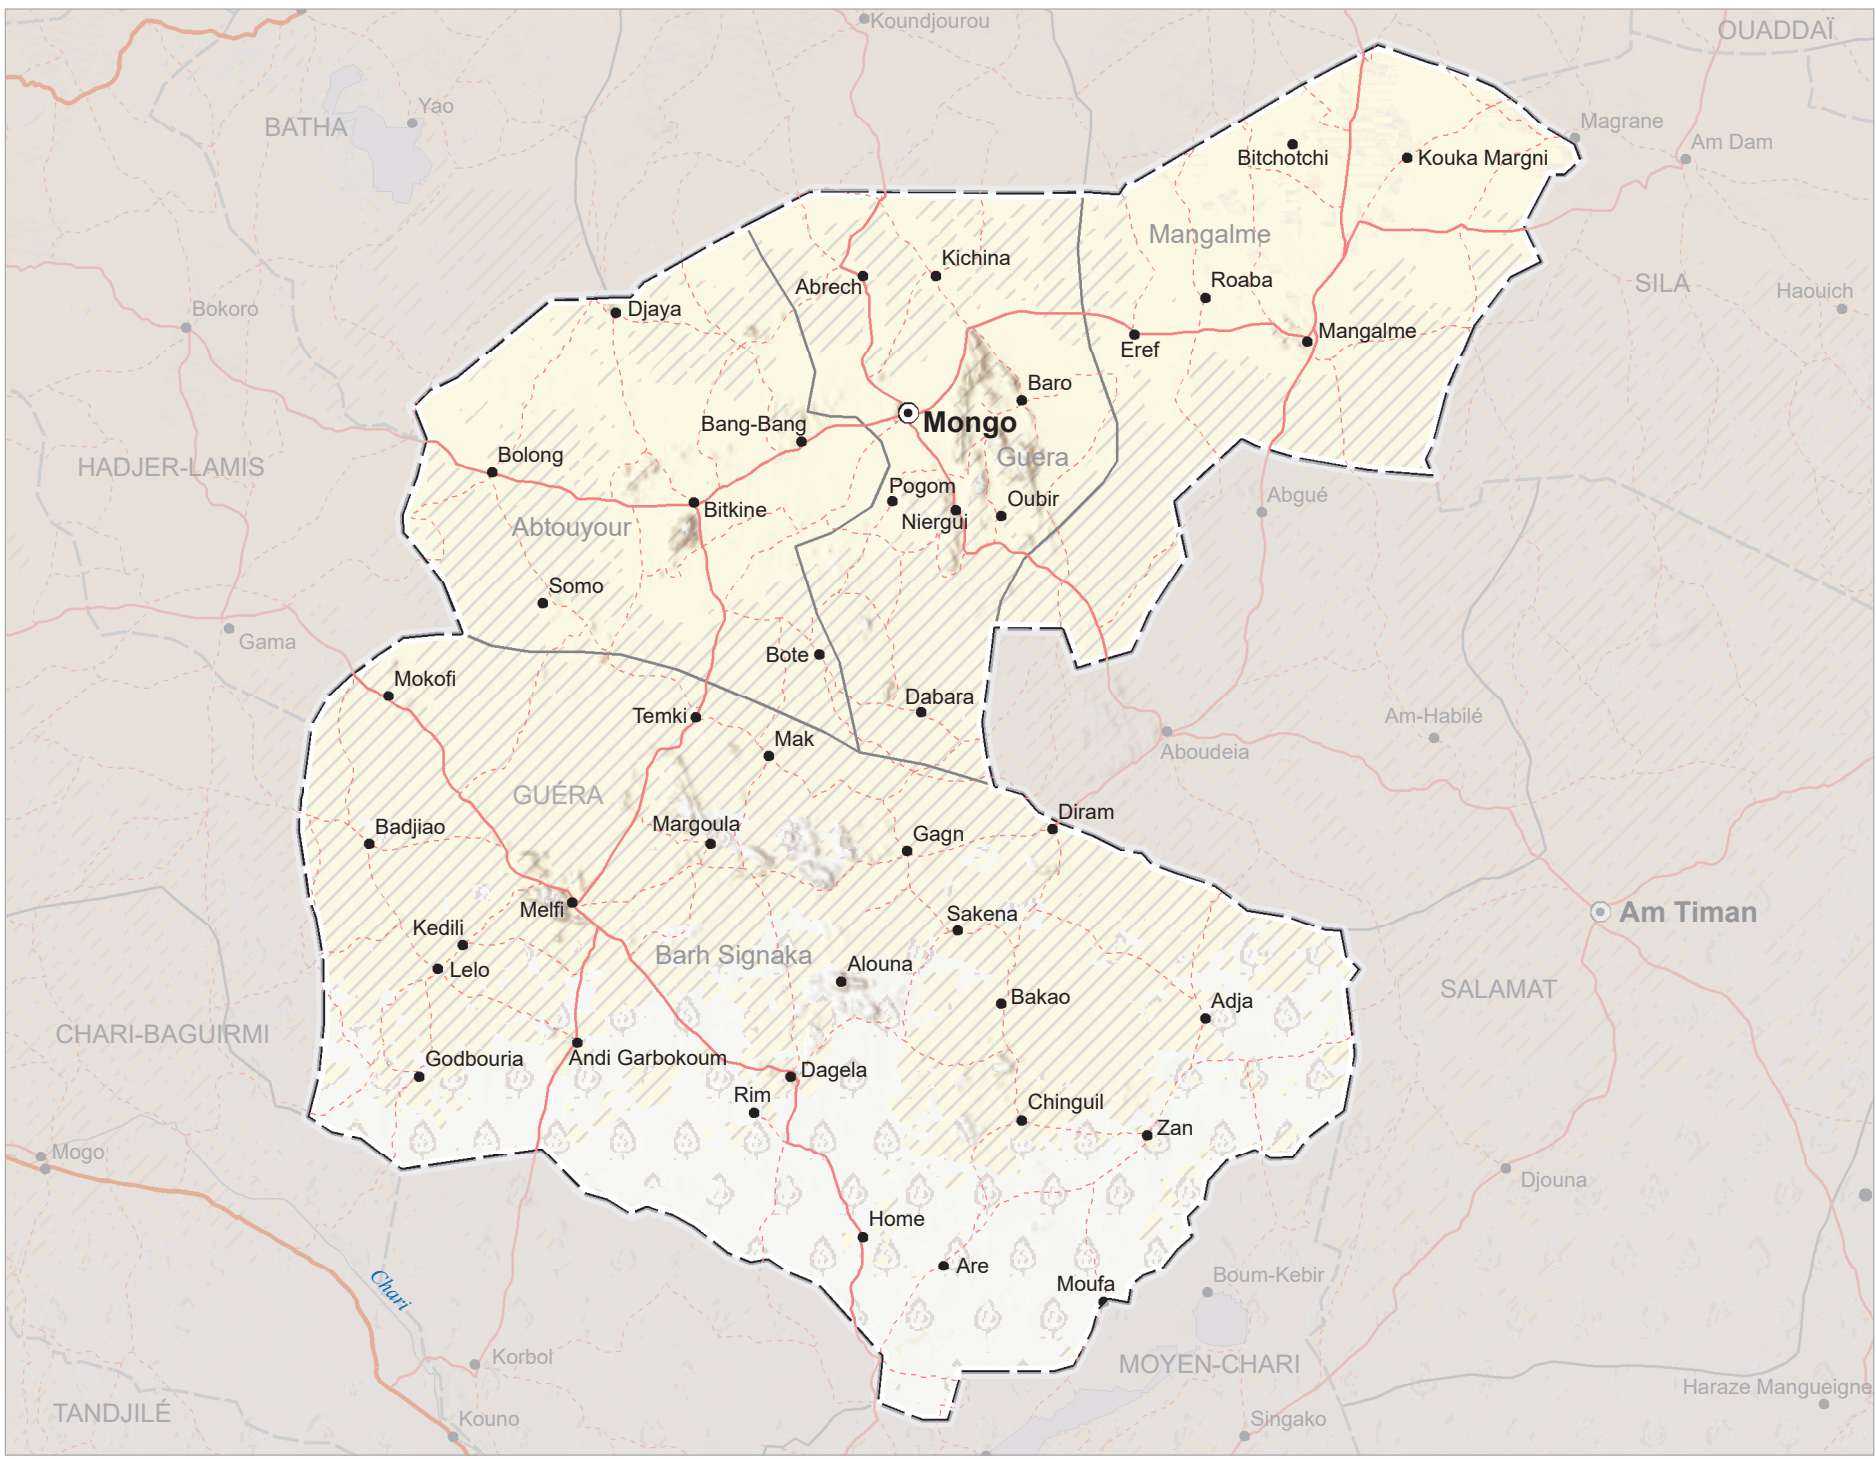 Koundjourou
OUADDAÏ
Yao
BATHA
Magrane
Am Dam
Bitchotchi
Kouka Margni
Mangalme
Kichina
Abrech
Roaba
SILA
Haouich
Bokoro
Djaya
Mangalme
Eref
Baro
Bang-Bang
Mongo
Bolong
Guera
HADJER-LAMIS
Pogom
Oubir
Abgué
Bitkine
Niergui
Abtouyour
Somo
Gama
Bote
Mokofi
Dabara
Temki
Am-Habilé
Mak
Aboudeia
GUÉRA
Diram
Badjiao
Margoula
Gagn
Melfi
Sakena
Am Timan
Kedili
Barh Signaka
Lelo
Alouna
SALAMAT
Bakao
Adja
CHARI-BAGUIRMI
Godbouria
Andi Garbokoum
Dagela
Rim
Chinguil
Zan
Mogo
Djouna
Home
Are
Chari
Moufa
Boum-Kebir
Korbol
MOYEN-CHARI
Haraze Mangueigne
TANDJILÉ
Kouno
Singako